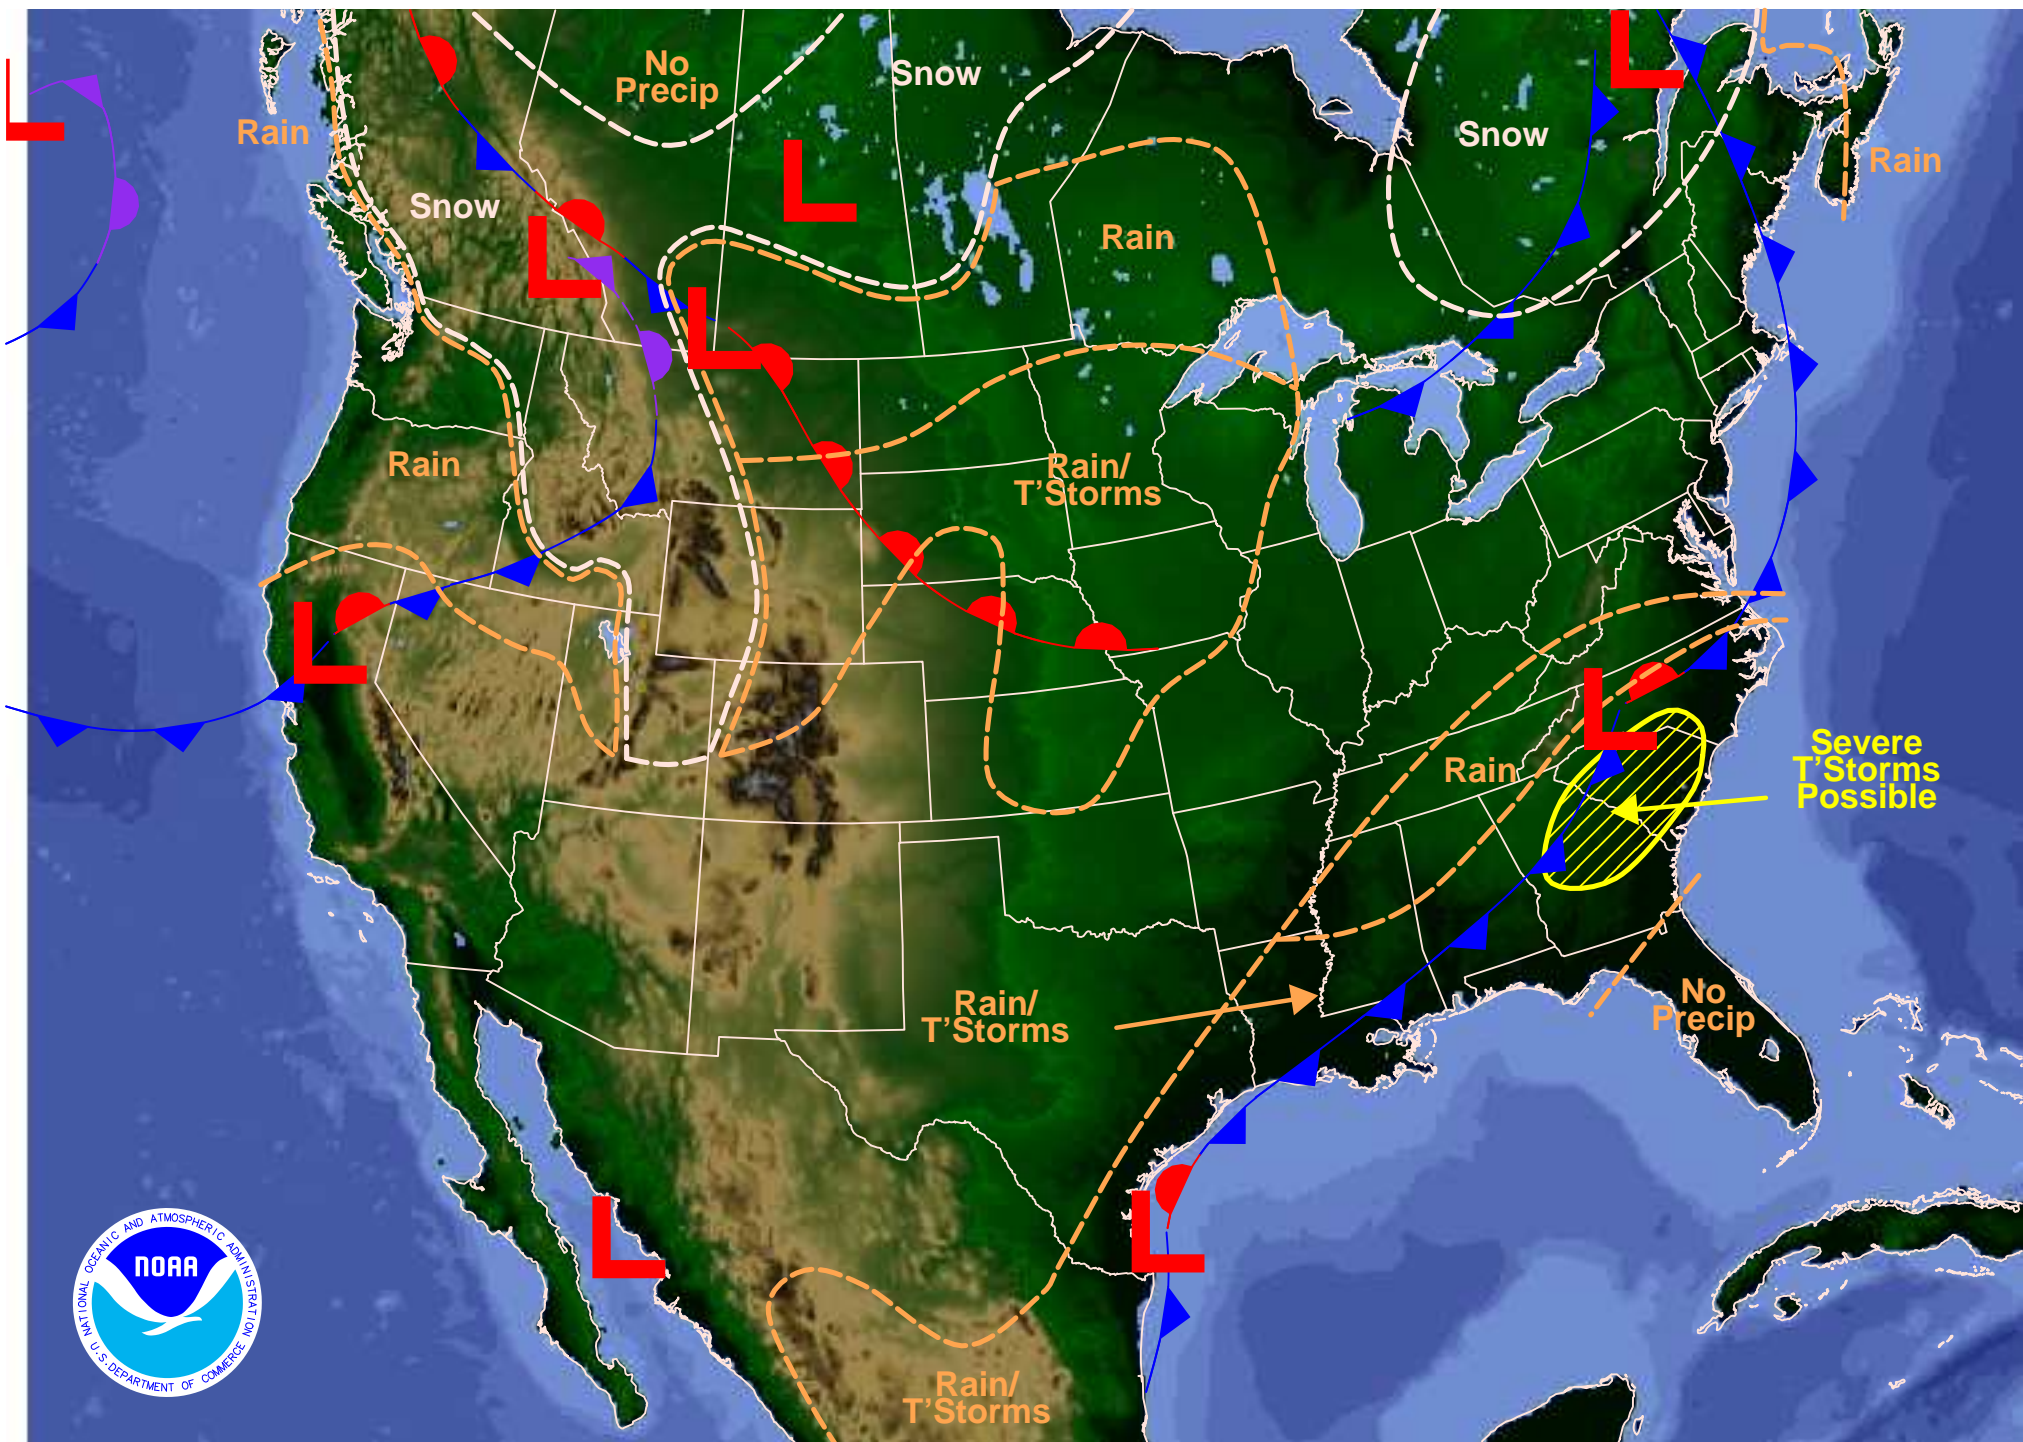 No
Precip
Snow
Rain
Snow
Rain
Snow
Rain
Rain
Rain/
T'Storms
Severe
T'Storms
Possible
Rain
No
Precip
Rain/
T'Storms
Rain/
T'Storms
NATIONAL OCEANIC AND ATMOSPHERIC ADMINISTRATION
NOAA
U.S. DEPARTMENT OF COMMERCE
L
L
L
L
L
L
L
L
L